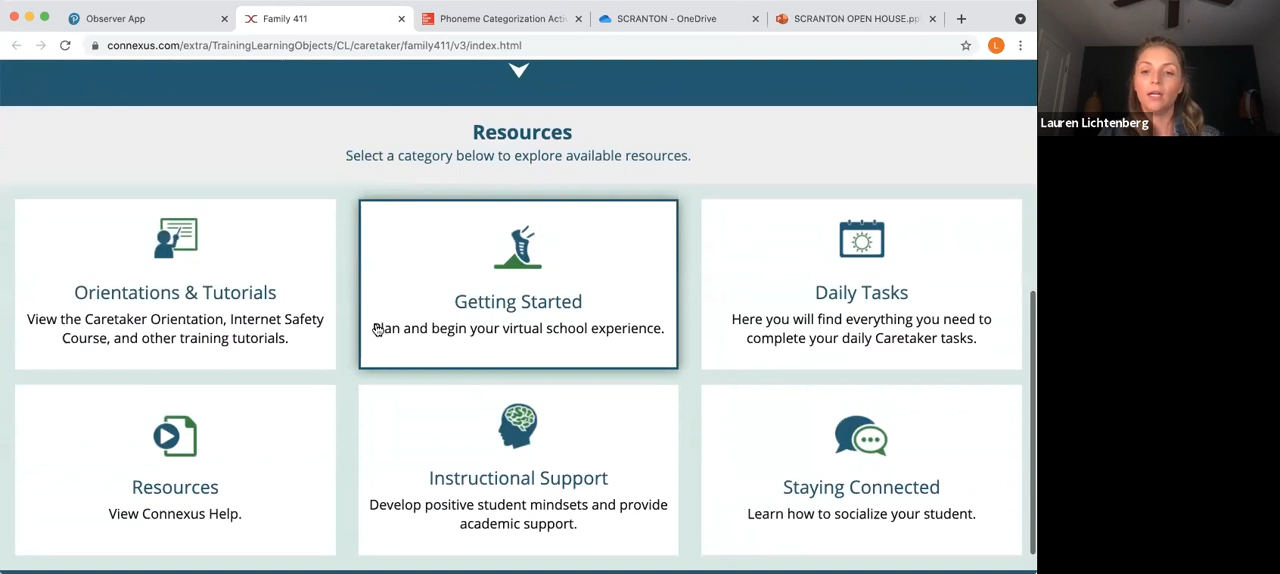 Observer App
Family 411
Phoneme Categorization Acti
SCRANTON - OneDrive
SCRANTON OPEN HOUSE.pp
connexus.com/extra/TrainingLearningObjects/CL/caretaker/family411/v3/index.html
L
Lauren Lichtenberg
Resources
Select a category below to explore available resources.
Orientations & Tutorials
View the Caretaker Orientation, Internet Safety
Course, and other training tutorials.
Getting Started
Plan and begin your virtual school experience.
Daily Tasks
Here you will find everything you need to
complete your daily Caretaker tasks.
Resources
View Connexus Help.
Instructional Support
Develop positive student mindsets and provide
academic support.
Staying Connected
Learn how to socialize your student.